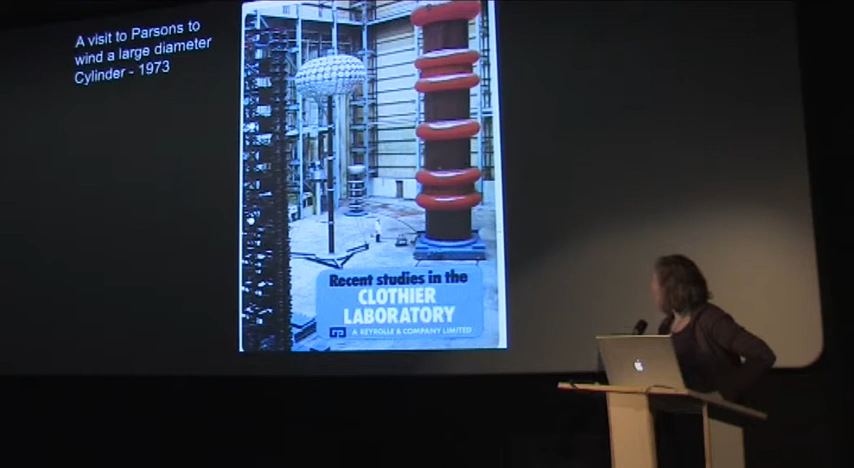 A visit to Parsons to
wind a large diameter
Cylinder - 1973
Recent studies in the
CLOTHIER
LABORATORY
A REYROLLE & COMPANY LIMITED